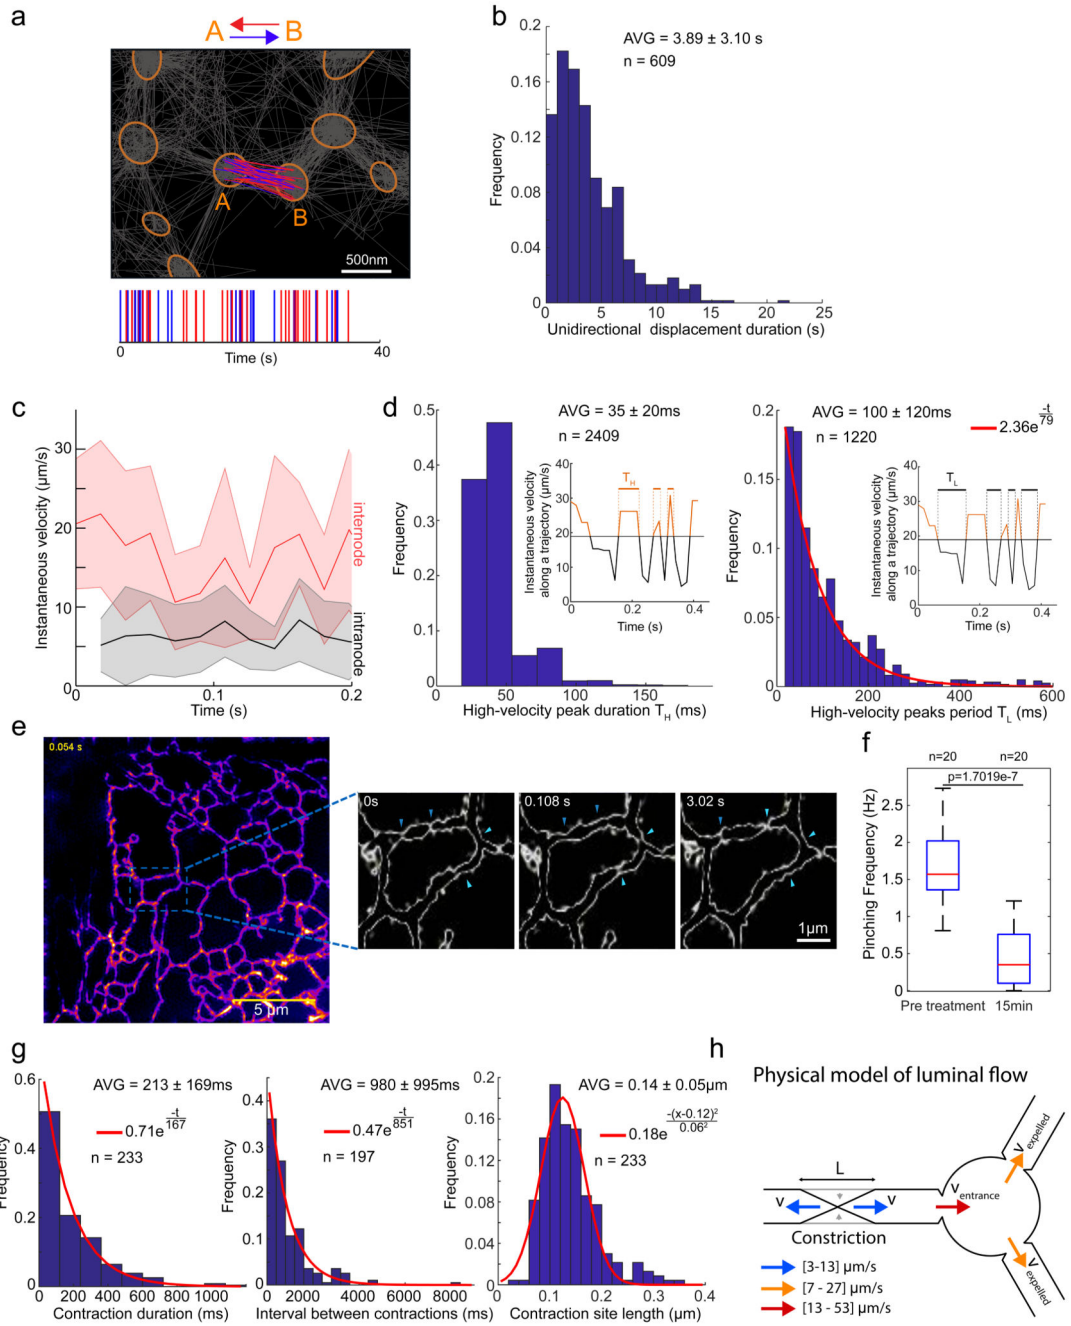 a
A B
A
B
500nm
0
40
Time (s)
b
AVG = 3.89 ± 3.10 s
n = 609
0.2
0.16
0.12
0.08
0.04
0
Frequency
0 5 10 15 20 25
Unidirectional displacement duration (s)
c
Instantaneous velocity (µm/s)
30
20
10
0
internode
intranode
0 0.1 0.2
Time (s)
d
AVG = 35 ± 20ms
n = 2409
0.5
0.4
0.3
0.2
0.1
0
Frequency
Instantaneous velocity
along a trajectory (µm/s)
40
30
20
10
0
T_H
0 0.2 0.4
Time (s)
50 100 150
High-velocity peak duration T_H (ms)
AVG = 100 ± 120ms
n = 1220
2.36e^(-t/79)
0.2
0.15
0.1
0.05
0
Frequency
Instantaneous velocity
along a trajectory (µm/s)
40
30
20
10
0
T_L
0 0.2 0.4
Time (s)
0 200 400 600
High-velocity peaks period T_L (ms)
e
0.054 s
5 µm
0s
0.108 s
3.02 s
1µm
f
n=20 n=20
p=1.7019e-7
Pinching Frequency (Hz)
2.5
2
1.5
1
0.5
0
Pre treatment 15min
g
AVG = 213 ± 169ms
0.71e^(-t/167)
n = 233
0.6
0.4
0.2
0
Frequency
0 200 400 600 800 1000
Contraction duration (ms)
AVG = 980 ± 995ms
0.47e^(-t/851)
n = 197
0.4
0.3
0.2
0.1
0
Frequency
0 2000 4000 6000 8000
Interval between contractions (ms)
AVG = 0.14 ± 0.05µm
0.18e^(-(x-0.12)²/0.06²)
n = 233
0.2
0.16
0.12
0.08
0.04
0
Frequency
0 0.1 0.2 0.3 0.4
Contraction site length (µm)
h
Physical model of luminal flow
L
v
v
v entrance
v expelled
v expelled
Constriction
[3-13] µm/s
[7 - 27] µm/s
[13 - 53] µm/s